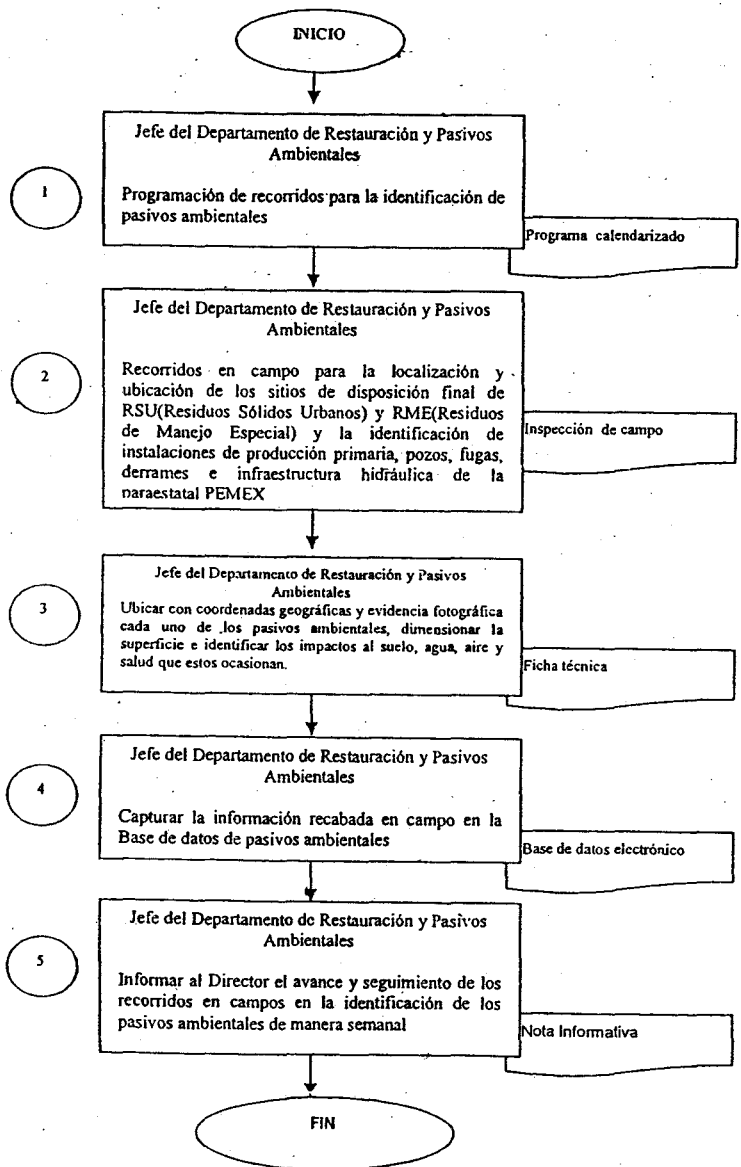 INICIO
Jefe del Departamento de Restauración y Pasivos
Ambientales
1
Programación de recorridos para la identificación de
pasivos ambientales
Programa calendarizado
Jefe del Departamento de Restauración y Pasivos
Ambientales
2
Recorridos en campo para la localización y
ubicación de los sitios de disposición final de
RSU(Residuos Sólidos Urbanos) y RME(Residuos
de Manejo Especial) y la identificación de
instalaciones de producción primaria, pozos, fugas,
derrames e infraestructura hidráulica de la
paraestatal PEMEX
Inspección de campo
Jefe del Departamento de Restauración y Pasivos
Ambientales
3
Ubicar con coordenadas geográficas y evidencia fotográfica
cada uno de los pasivos ambientales, dimensionar la
superficie e identificar los impactos al suelo, agua, aire y
salud que estos ocasionan.
Ficha técnica
Jefe del Departamento de Restauración y Pasivos
Ambientales
4
Capturar la información recabada en campo en la
Base de datos de pasivos ambientales
Base de datos electrónico
Jefe del Departamento de Restauración y Pasivos
Ambientales
5
Informar al Director el avance y seguimiento de los
recorridos en campos en la identificación de los
pasivos ambientales de manera semanal
Nota Informativa
FIN